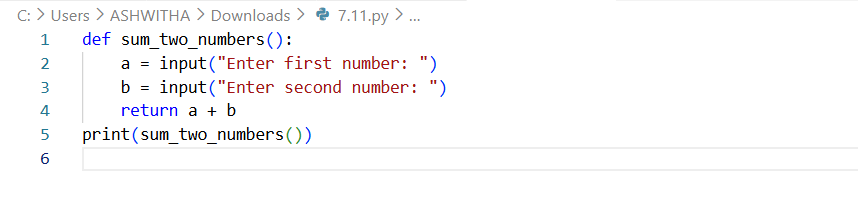 C: > Users > ASHWITHA > Downloads > 7.11.py > ...
1 def sum_two_numbers():
2     a = input("Enter first number: ")
3     b = input("Enter second number: ")
4     return a + b
5 print(sum_two_numbers())
6